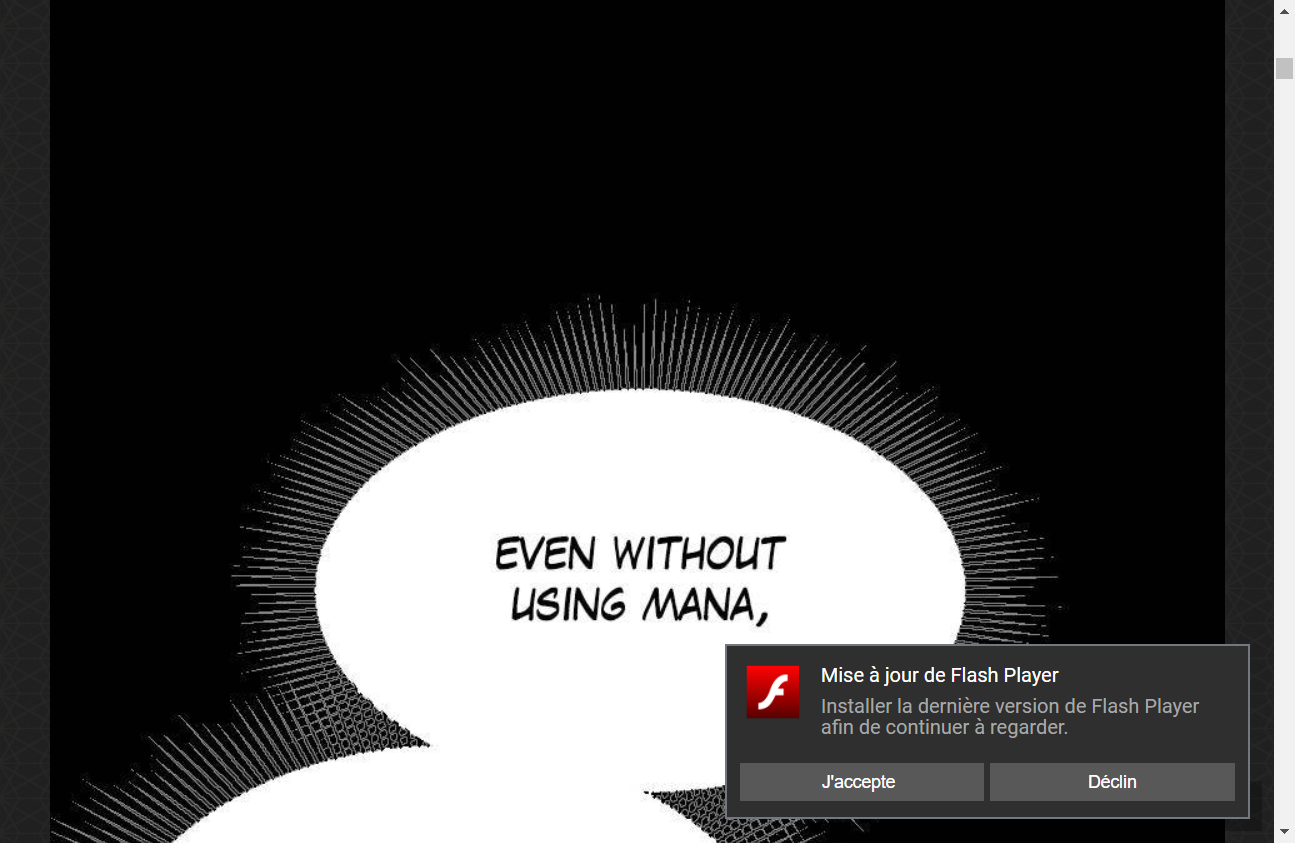 EVEN WITHOUT
USING MANA,
Mise à jour de Flash Player
Installer la dernière version de Flash Player
afin de continuer à regarder.
J'accepte
Déclin